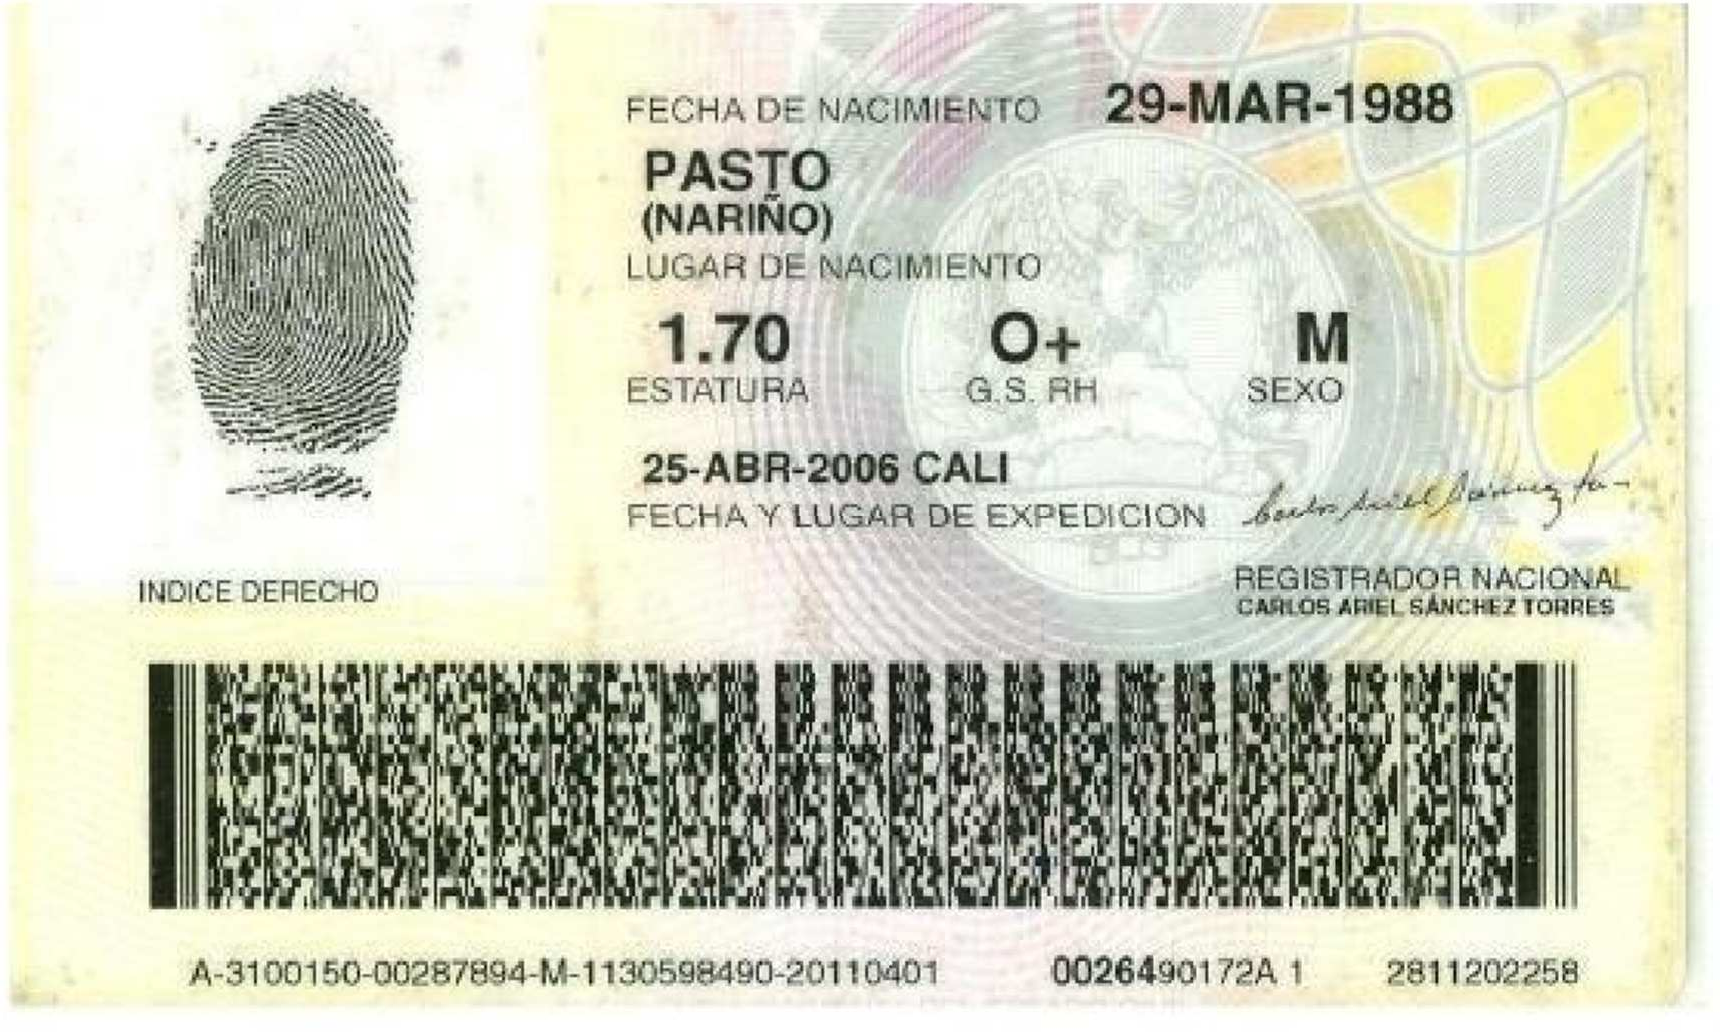 FECHA DE NACIMIENTO 29-MAR-1988
PASTO
(NARIÑO)
LUGAR DE NACIMIENTO
1.70 O+ M
ESTATURA G.S. RH SEXO
25-ABR-2006 CALI
FECHA Y LUGAR DE EXPEDICION
INDICE DERECHO
REGISTRADOR NACIONAL
CARLOS ARIEL SÁNCHEZ TORRES
A-3100150-00287894-M-1130598490-20110401 0026490172A 1 2811202258